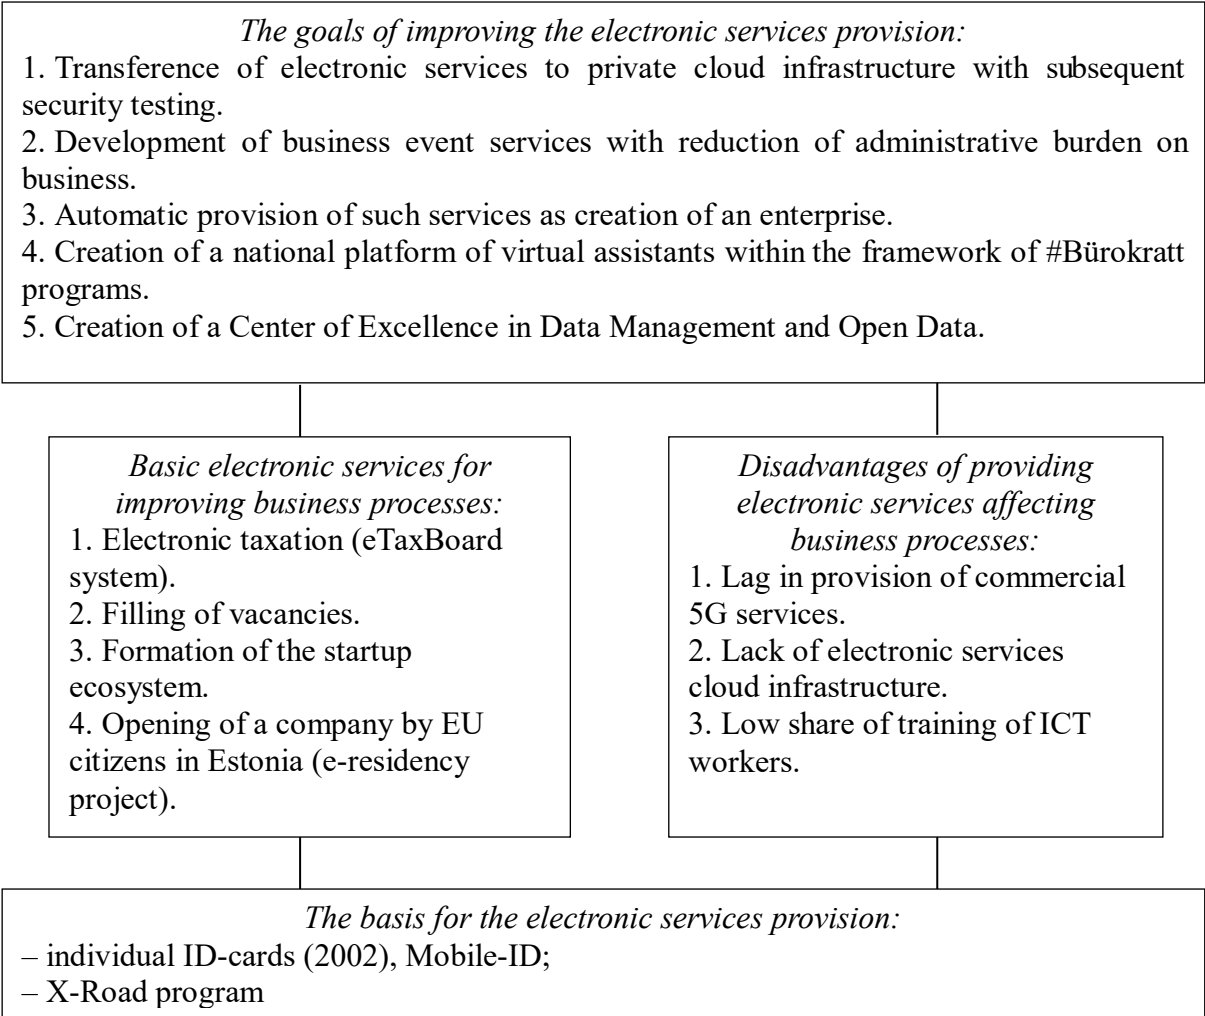 The goals of improving the electronic services provision:
1. Transference of electronic services to private cloud infrastructure with subsequent
security testing.
2. Development of business event services with reduction of administrative burden on
business.
3. Automatic provision of such services as creation of an enterprise.
4. Creation of a national platform of virtual assistants within the framework of #Bürokratt
programs.
5. Creation of a Center of Excellence in Data Management and Open Data.
Basic electronic services for
improving business processes:
1. Electronic taxation (eTaxBoard
system).
2. Filling of vacancies.
3. Formation of the startup
ecosystem.
4. Opening of a company by EU
citizens in Estonia (e-residency
project).
Disadvantages of providing
electronic services affecting
business processes:
1. Lag in provision of commercial
5G services.
2. Lack of electronic services
cloud infrastructure.
3. Low share of training of ICT
workers.
The basis for the electronic services provision:
– individual ID-cards (2002), Mobile-ID;
– X-Road program